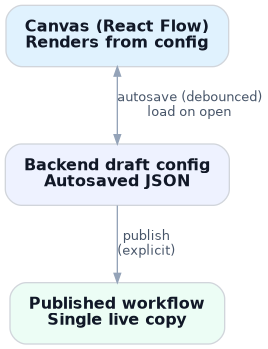 Canvas (React Flow)
Renders from config
autosave (debounced)
load on open
Backend draft config
Autosaved JSON
publish
(explicit)
Published workflow
Single live copy